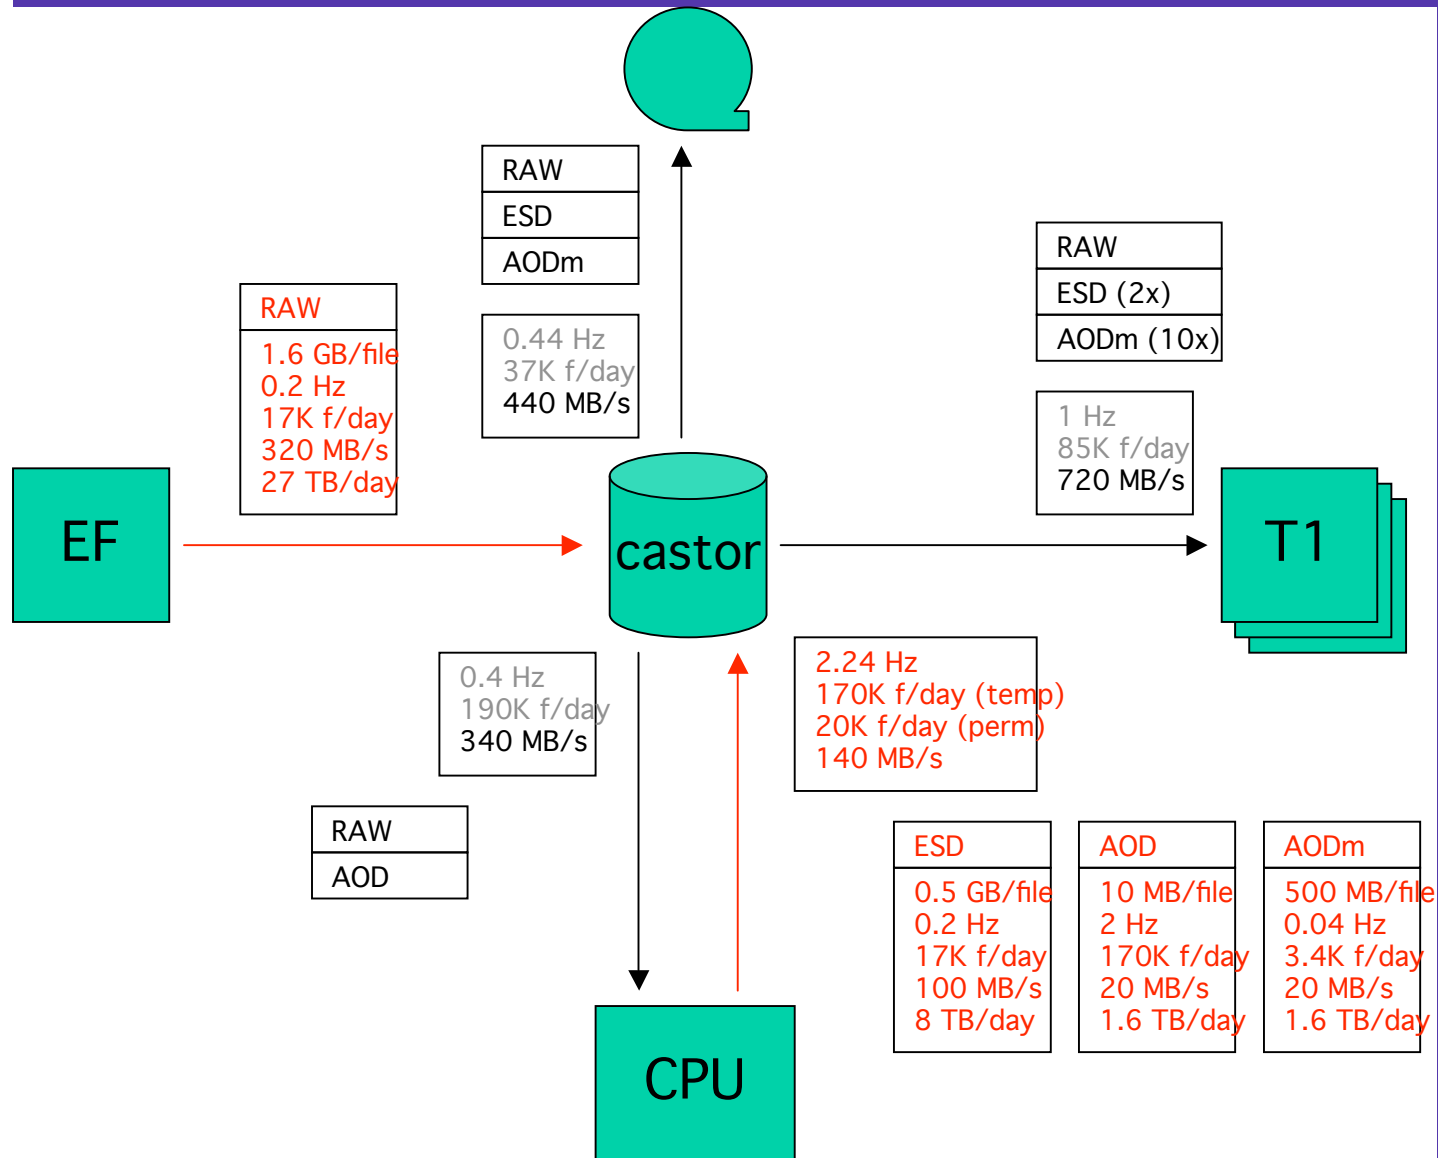 RAW
ESD
AODm
0.44 Hz
37K f/day
440 MB/s
RAW
1.6 GB/file
0.2 Hz
17K f/day
320 MB/s
27 TB/day
RAW
ESD (2x)
AODm (10x)
1 Hz
85K f/day
720 MB/s
EF
castor
T1
0.4 Hz
190K f/day
340 MB/s
2.24 Hz
170K f/day (temp)
20K f/day (perm)
140 MB/s
RAW
AOD
ESD
0.5 GB/file
0.2 Hz
17K f/day
100 MB/s
8 TB/day
AOD
10 MB/file
2 Hz
170K f/day
20 MB/s
1.6 TB/day
AODm
500 MB/file
0.04 Hz
3.4K f/day
20 MB/s
1.6 TB/day
CPU